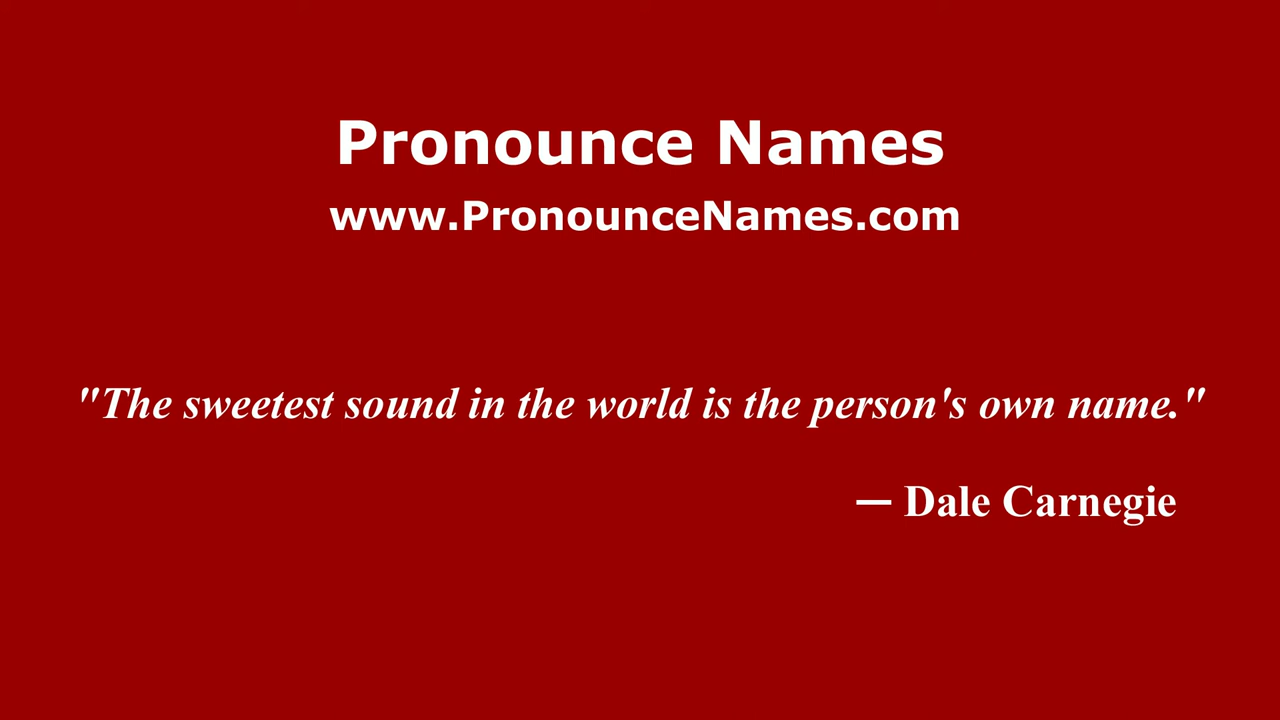 Pronounce Names
www.PronounceNames.com
"The sweetest sound in the world is the person's own name."
— Dale Carnegie